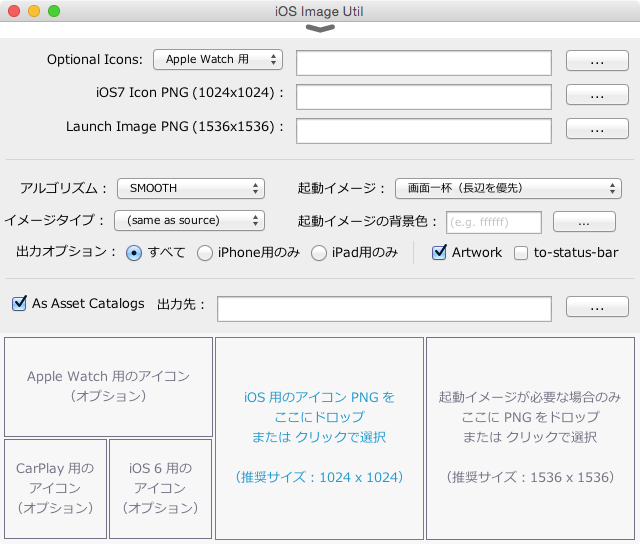 iOS Image Util
Optional Icons: Apple Watch 用 ...
iOS7 Icon PNG (1024x1024) : ...
Launch Image PNG (1536x1536) : ...
アルゴリズム : SMOOTH 起動イメージ : 画面一杯（長辺を優先）
イメージタイプ : (same as source) 起動イメージの背景色 : (e.g. ffffff) ...
出力オプション : すべて iPhone用のみ iPad用のみ Artwork to-status-bar
As Asset Catalogs 出力先 : ...
Apple Watch 用のアイコン
（オプション）
CarPlay 用の
アイコン
（オプション）
iOS 6 用の
アイコン
（オプション）
iOS 用のアイコン PNG を
ここにドロップ
または クリックで選択
（推奨サイズ : 1024 x 1024）
起動イメージが必要な場合のみ
ここに PNG をドロップ
または クリックで選択
（推奨サイズ : 1536 x 1536）